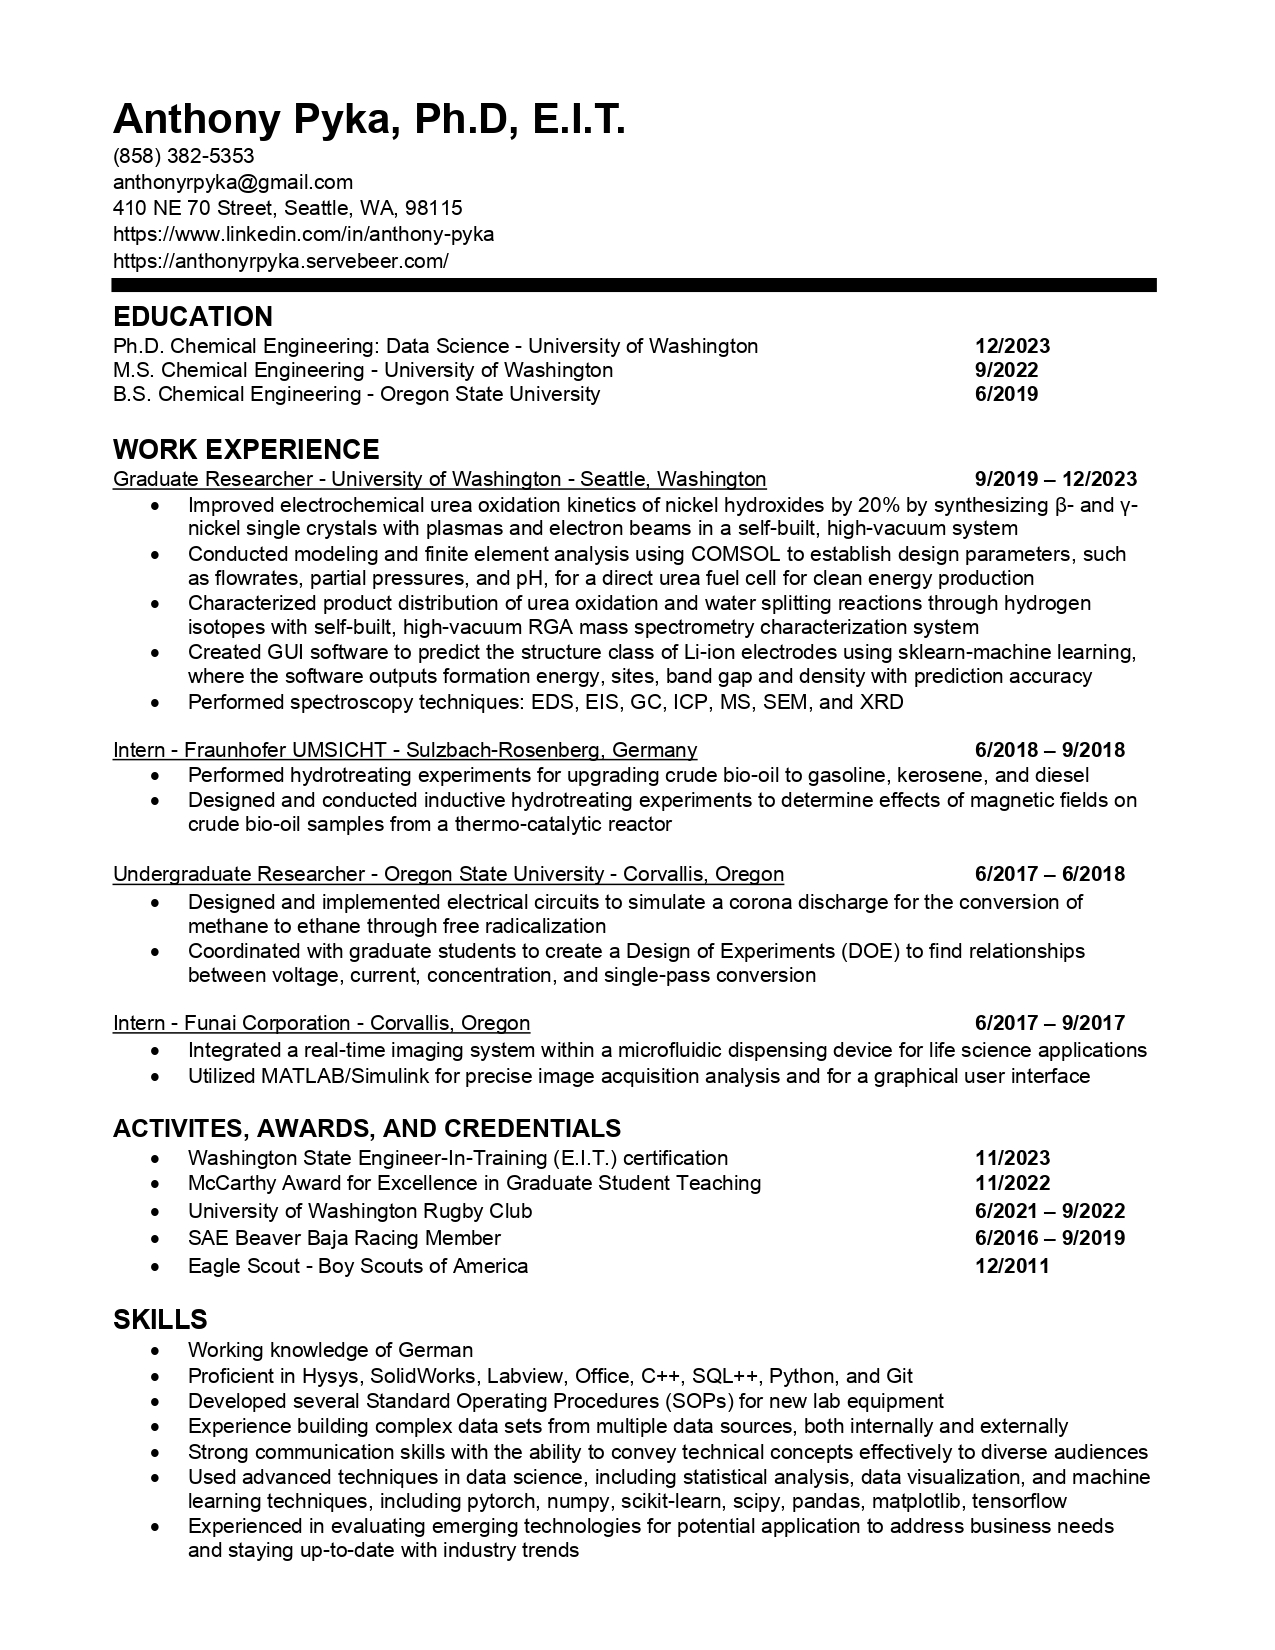 Anthony Pyka, Ph.D, E.I.T.
(858) 382-5353
anthonyrpyka@gmail.com
410 NE 70 Street, Seattle, WA, 98115
https://www.linkedin.com/in/anthony-pyka
https://anthonyrpyka.servebeer.com/
EDUCATION
Ph.D. Chemical Engineering: Data Science - University of Washington 12/2023
M.S. Chemical Engineering - University of Washington 9/2022
B.S. Chemical Engineering - Oregon State University 6/2019
WORK EXPERIENCE
Graduate Researcher - University of Washington - Seattle, Washington 9/2019 – 12/2023
• Improved electrochemical urea oxidation kinetics of nickel hydroxides by 20% by synthesizing β- and γ-
nickel single crystals with plasmas and electron beams in a self-built, high-vacuum system
• Conducted modeling and finite element analysis using COMSOL to establish design parameters, such
as flowrates, partial pressures, and pH, for a direct urea fuel cell for clean energy production
• Characterized product distribution of urea oxidation and water splitting reactions through hydrogen
isotopes with self-built, high-vacuum RGA mass spectrometry characterization system
• Created GUI software to predict the structure class of Li-ion electrodes using sklearn-machine learning,
where the software outputs formation energy, sites, band gap and density with prediction accuracy
• Performed spectroscopy techniques: EDS, EIS, GC, ICP, MS, SEM, and XRD
Intern - Fraunhofer UMSICHT - Sulzbach-Rosenberg, Germany 6/2018 – 9/2018
• Performed hydrotreating experiments for upgrading crude bio-oil to gasoline, kerosene, and diesel
• Designed and conducted inductive hydrotreating experiments to determine effects of magnetic fields on
crude bio-oil samples from a thermo-catalytic reactor
Undergraduate Researcher - Oregon State University - Corvallis, Oregon 6/2017 – 6/2018
• Designed and implemented electrical circuits to simulate a corona discharge for the conversion of
methane to ethane through free radicalization
• Coordinated with graduate students to create a Design of Experiments (DOE) to find relationships
between voltage, current, concentration, and single-pass conversion
Intern - Funai Corporation - Corvallis, Oregon 6/2017 – 9/2017
• Integrated a real-time imaging system within a microfluidic dispensing device for life science applications
• Utilized MATLAB/Simulink for precise image acquisition analysis and for a graphical user interface
ACTIVITES, AWARDS, AND CREDENTIALS
• Washington State Engineer-In-Training (E.I.T.) certification 11/2023
• McCarthy Award for Excellence in Graduate Student Teaching 11/2022
• University of Washington Rugby Club 6/2021 – 9/2022
• SAE Beaver Baja Racing Member 6/2016 – 9/2019
• Eagle Scout - Boy Scouts of America 12/2011
SKILLS
• Working knowledge of German
• Proficient in Hysys, SolidWorks, Labview, Office, C++, SQL++, Python, and Git
• Developed several Standard Operating Procedures (SOPs) for new lab equipment
• Experience building complex data sets from multiple data sources, both internally and externally
• Strong communication skills with the ability to convey technical concepts effectively to diverse audiences
• Used advanced techniques in data science, including statistical analysis, data visualization, and machine
learning techniques, including pytorch, numpy, scikit-learn, scipy, pandas, matplotlib, tensorflow
• Experienced in evaluating emerging technologies for potential application to address business needs
and staying up-to-date with industry trends